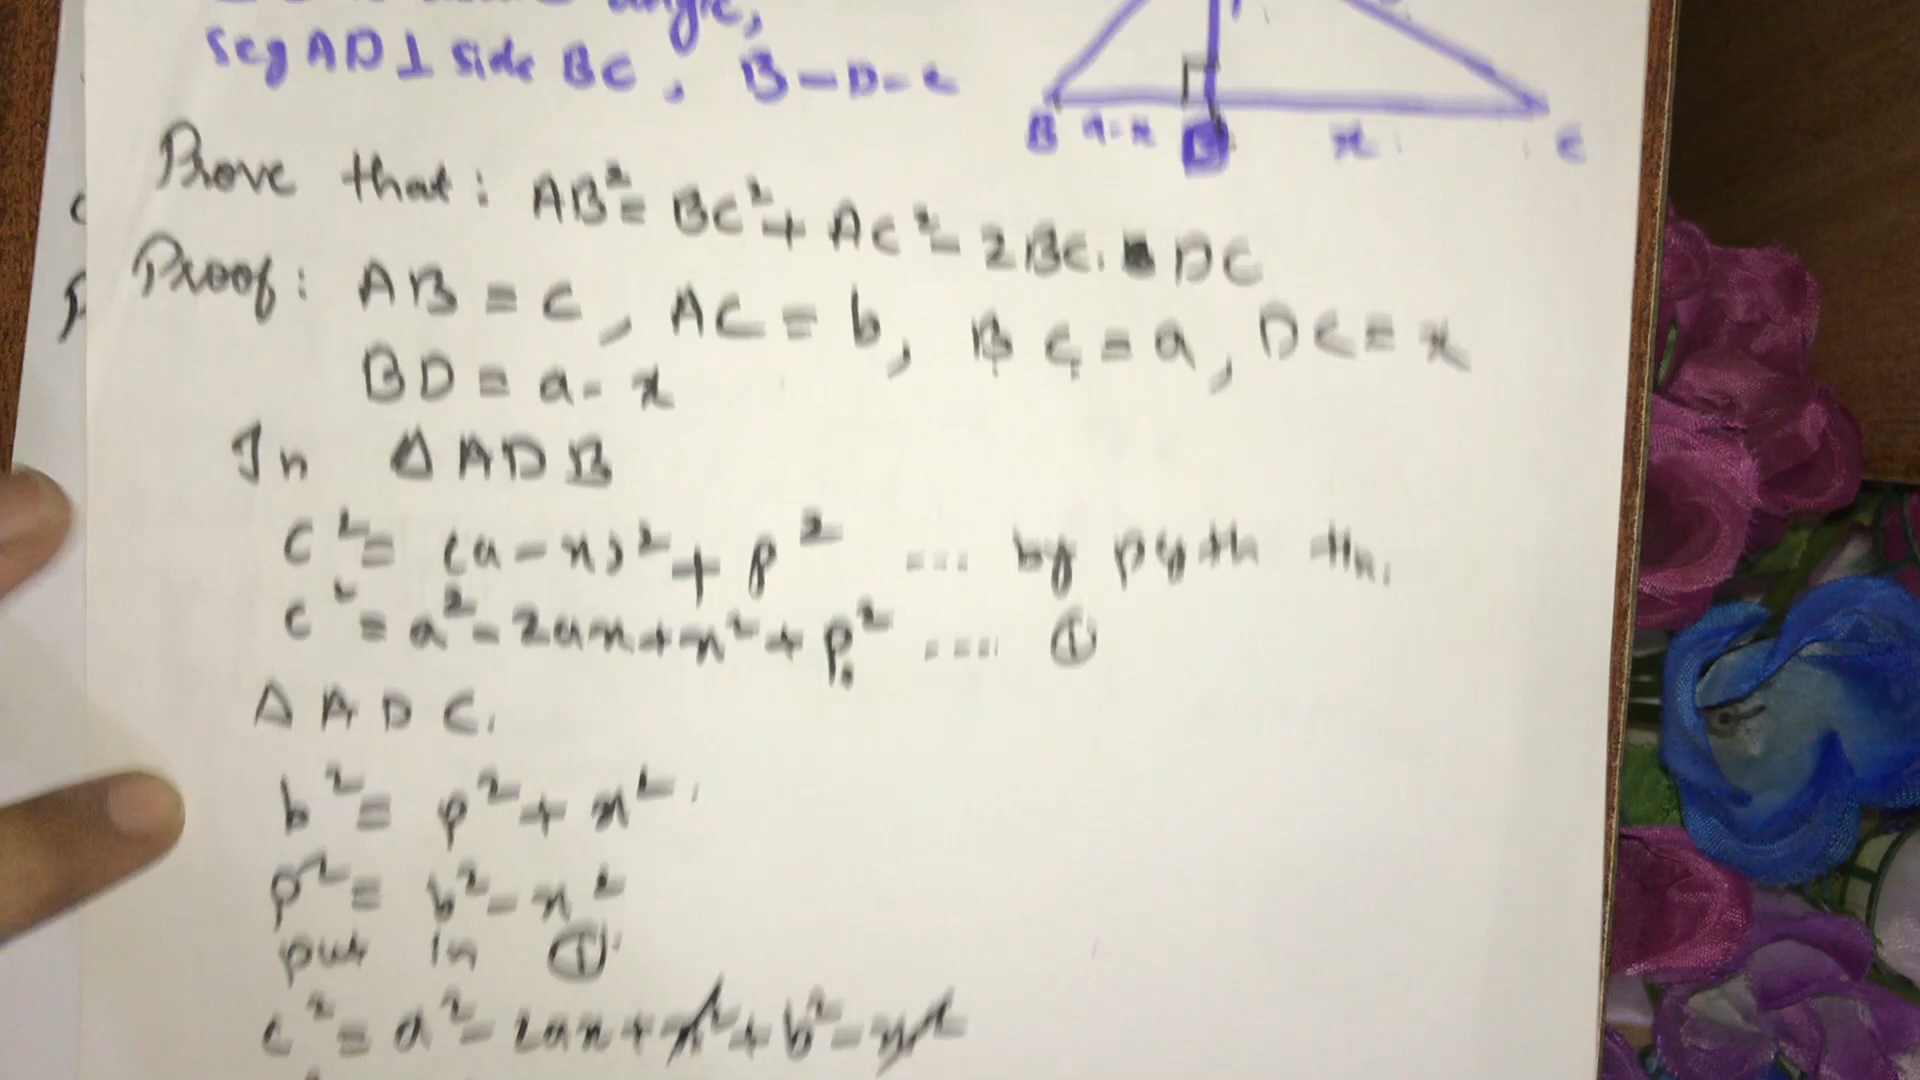 angle,
Seg AD ⊥ side BC, B-D-C
B a-x D x C
Prove that: AB² = BC² + AC² - 2BC. DC
Proof: AB = c, AC = b, BC = a, DC = x
BD = a - x
In Δ ADB
c² = (a - x)² + p² ... by pyth th.
c² = a² - 2ax + x² + p² .... ①
Δ ADC.
b² = p² + x².
p² = b² - x²
put in ①
c² = a² - 2ax + x² + b² - x²